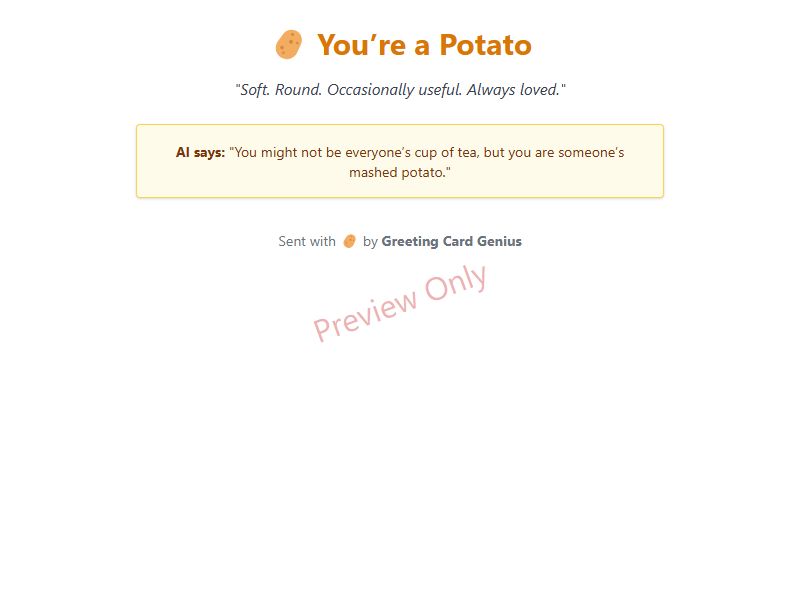 🥔 You’re a Potato
"Soft. Round. Occasionally useful. Always loved."
AI says: "You might not be everyone’s cup of tea, but you are someone’s
mashed potato."
Sent with 🥔 by Greeting Card Genius
Preview Only